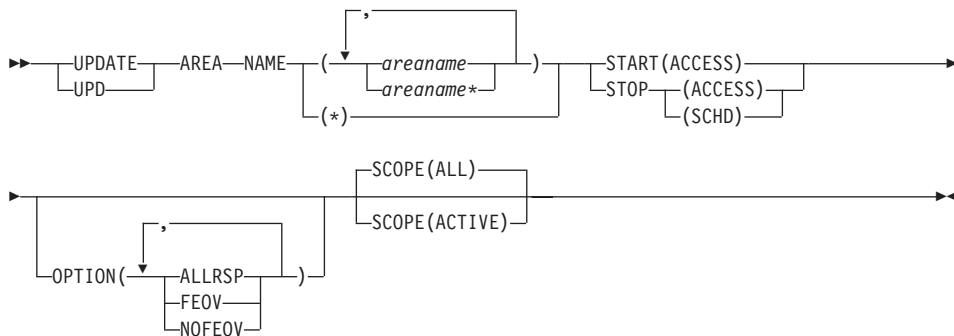 ,
UPDATE AREA NAME ( areaname ) START(ACCESS)
UPD areaname* STOP (ACCESS)
(*) (SCHD)
SCOPE(ALL)
, SCOPE(ACTIVE)
OPTION( ALLRSP )
FEOV
NOFEOV